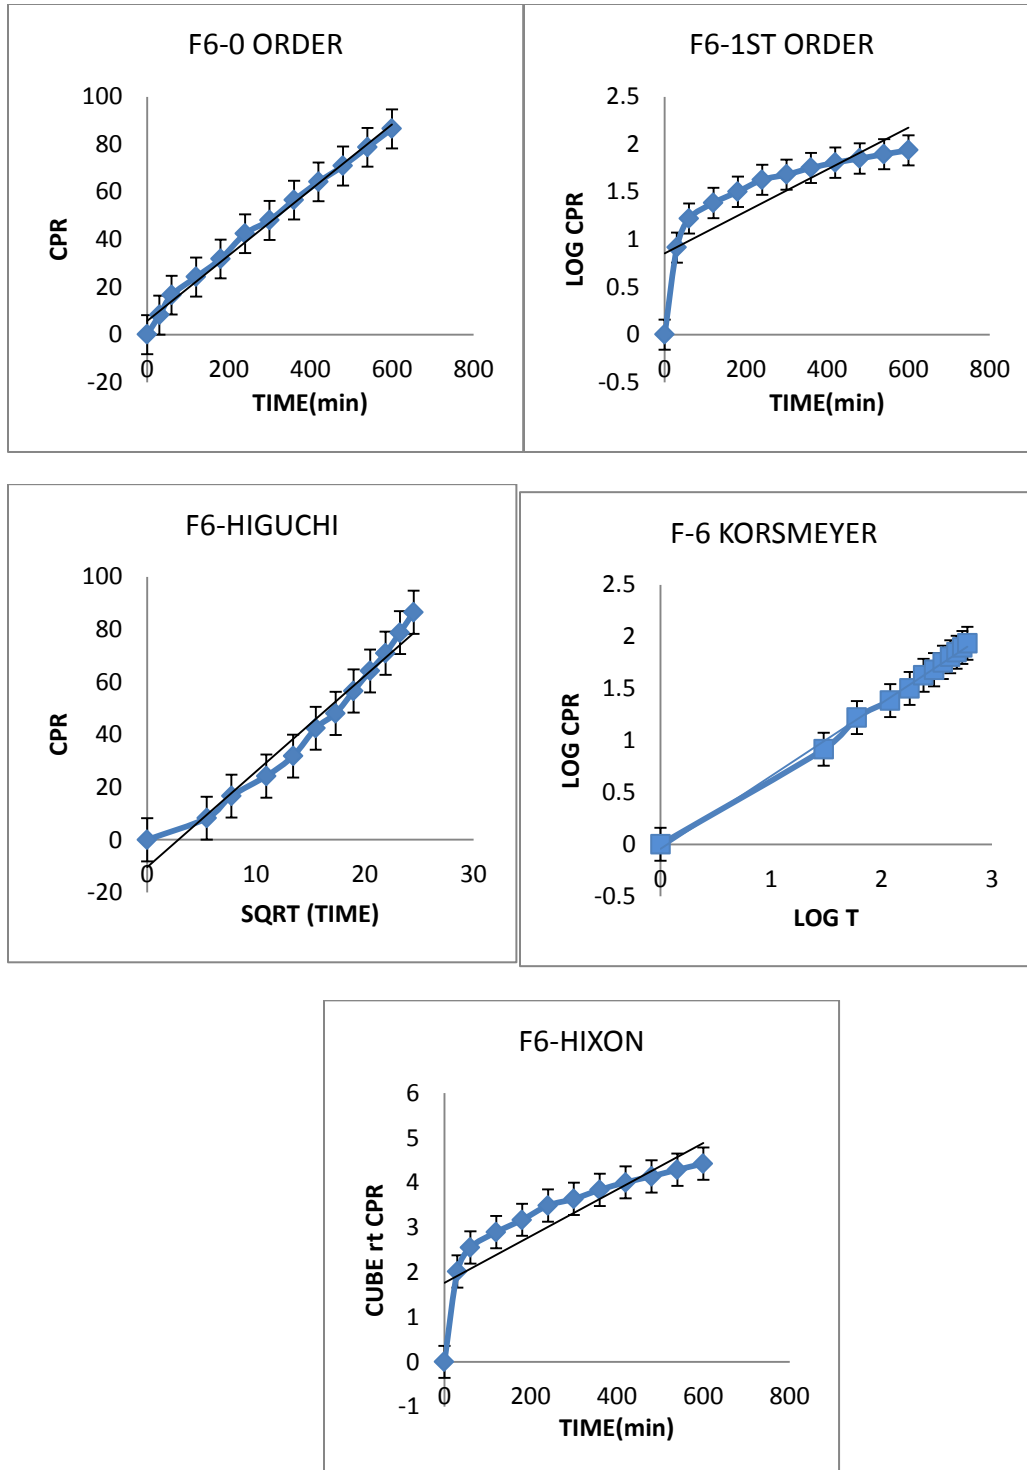 F6-0 ORDER
100
80
60
40
20
0
-20
0 200 400 600 800
CPR
TIME(min)
F6-1ST ORDER
2.5
2
1.5
1
0.5
0
-0.5
0 200 400 600 800
LOG CPR
TIME(min)
F6-HIGUCHI
100
80
60
40
20
0
-20
0 10 20 30
CPR
SQRT (TIME)
F-6 KORSMEYER
2.5
2
1.5
1
0.5
0
-0.5
0 1 2 3
LOG CPR
LOG T
F6-HIXON
6
5
4
3
2
1
0
-1
0 200 400 600 800
CUBE rt CPR
TIME(min)